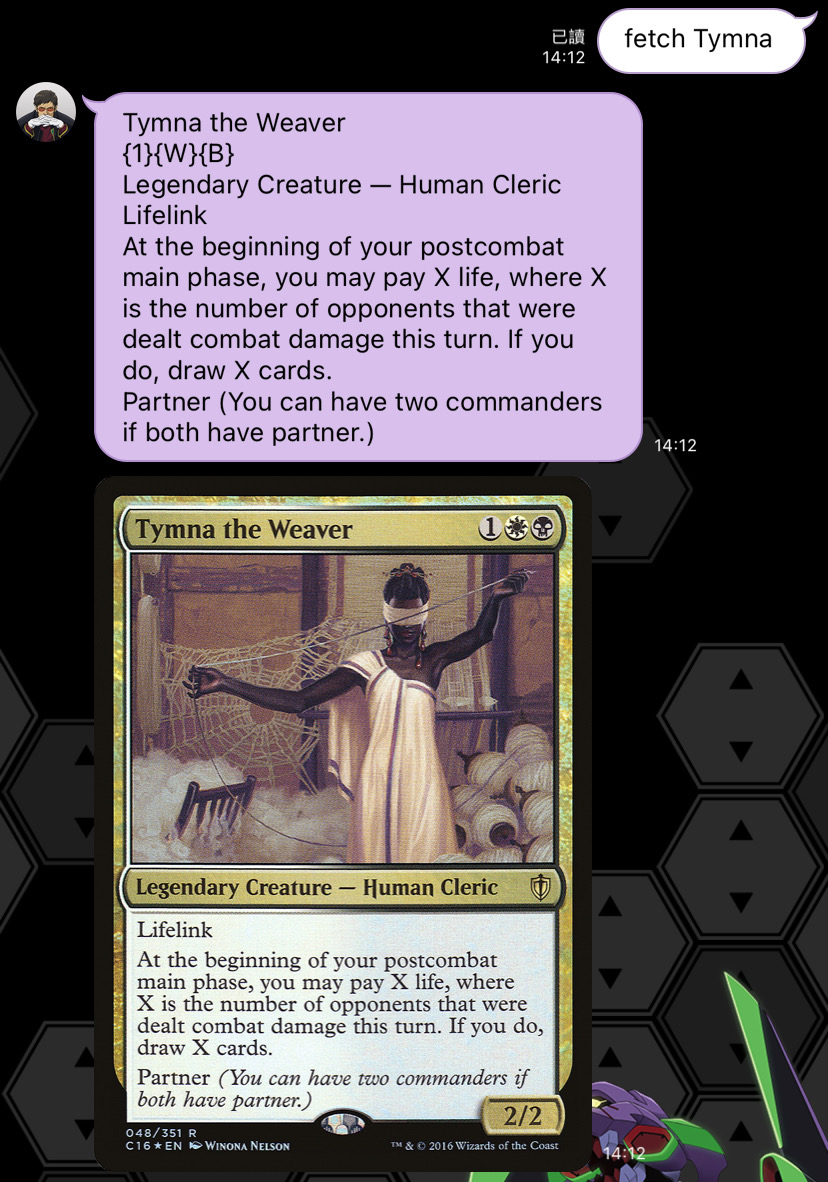 fetch Tymna
已讀
14:12
Tymna the Weaver
{1}{W}{B}
Legendary Creature — Human Cleric
Lifelink
At the beginning of your postcombat
main phase, you may pay X life, where X
is the number of opponents that were
dealt combat damage this turn. If you
do, draw X cards.
Partner (You can have two commanders
if both have partner.)
14:12
Tymna the Weaver
1
Legendary Creature — Human Cleric
Lifelink
At the beginning of your postcombat
main phase, you may pay X life, where
X is the number of opponents that were
dealt combat damage this turn. If you do,
draw X cards.
Partner (You can have two commanders if
both have partner.)
2/2
048/351 R
C16★EN Winona Nelson
™ & © 2016 Wizards of the Coast
14:12